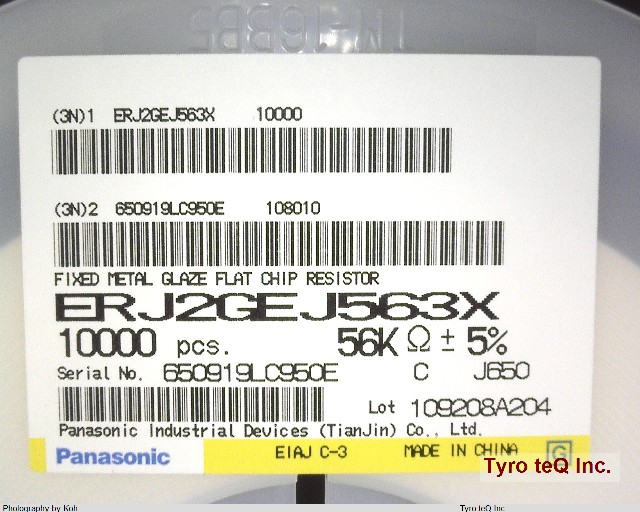 (3N)1 ERJ2GEJ563X 10000
(3N)2 650919LC950E 108010
FIXED METAL GLAZE FLAT CHIP RESISTOR
ERJ2GEJ563X
10000 pcs. 56K Ω ± 5%
Serial No. 650919LC950E C J650
Lot 109208A204
Panasonic Industrial Devices (TianJin) Co., Ltd.
Panasonic EIAJ C-3 MADE IN CHINA G
Tyro teQ Inc.
Photography by Koh Tyro teQ Inc